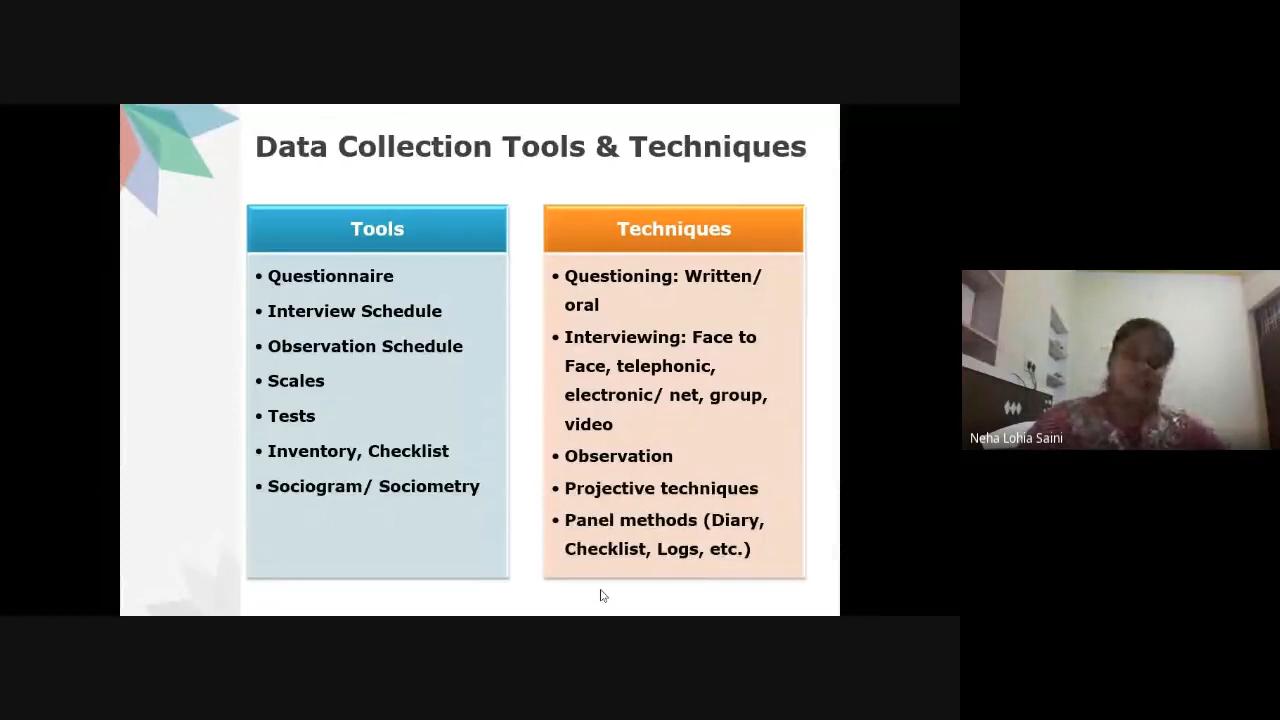 Data Collection Tools & Techniques
Tools
• Questionnaire
• Interview Schedule
• Observation Schedule
• Scales
• Tests
• Inventory, Checklist
• Sociogram/ Sociometry
Techniques
• Questioning: Written/
oral
• Interviewing: Face to
Face, telephonic,
electronic/ net, group,
video
• Observation
• Projective techniques
• Panel methods (Diary,
Checklist, Logs, etc.)
Neha Lohia Saini